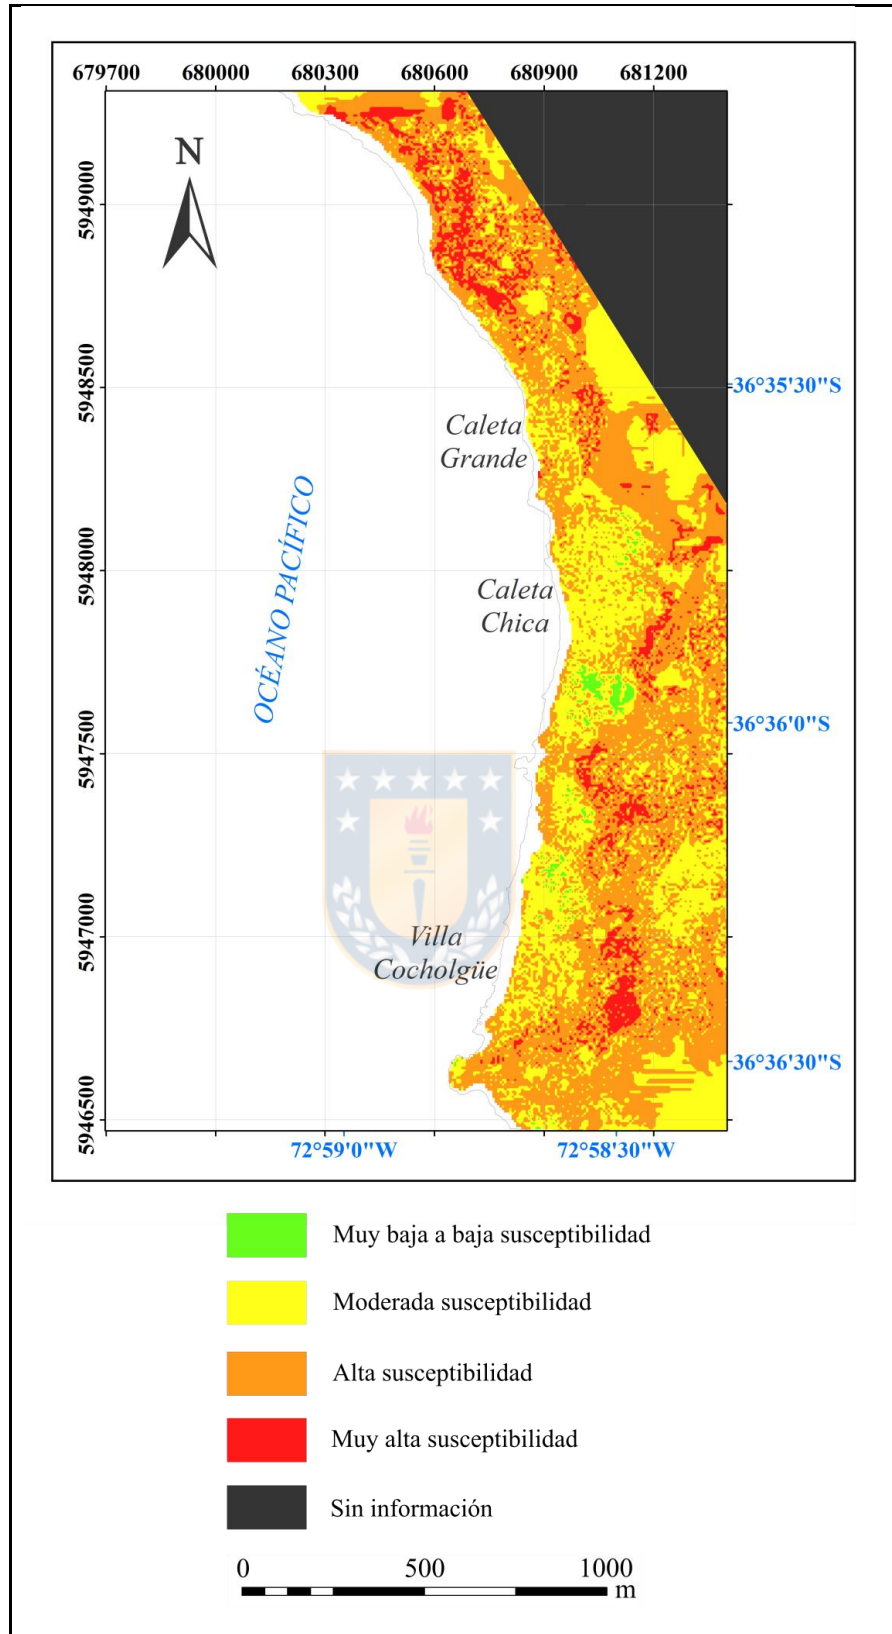 679700 680000 680300 680600 680900 681200
N
5949000
5948500
5948000
5947500
5947000
5946500
36°35'30"S
36°36'0"S
36°36'30"S
Caleta
Grande
OCÉANO PACÍFICO
Caleta
Chica
Villa
Cocholgüe
72°59'0"W 72°58'30"W
Muy baja a baja susceptibilidad
Moderada susceptibilidad
Alta susceptibilidad
Muy alta susceptibilidad
Sin información
0 500 1000
m